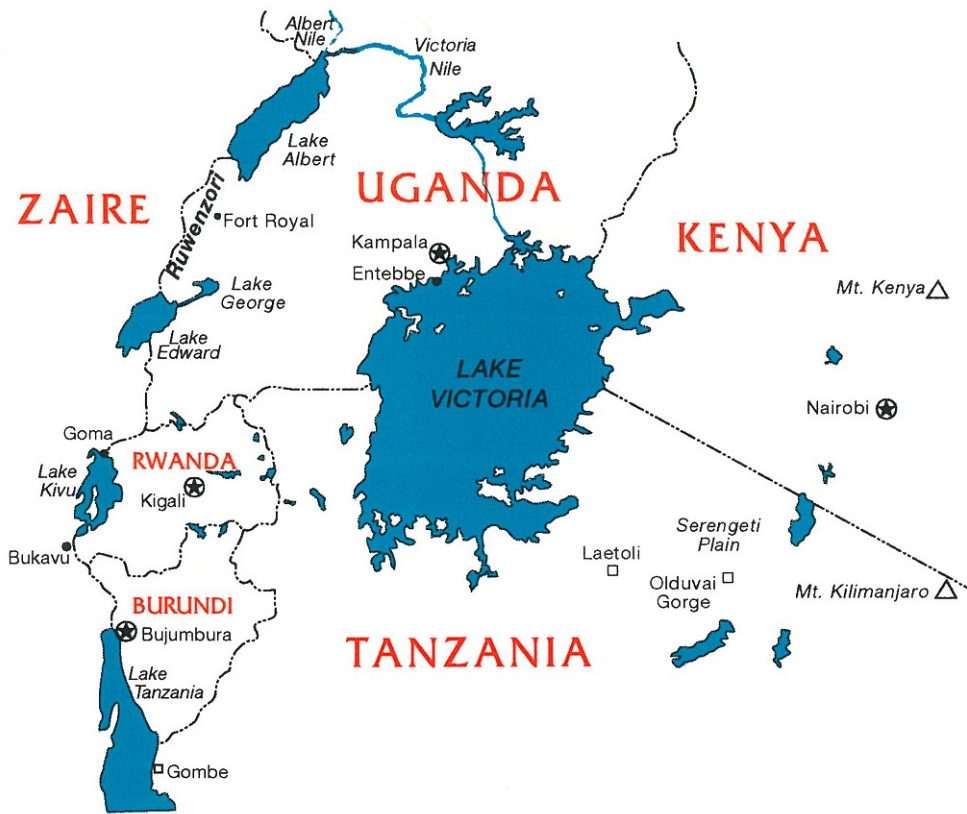 Albert
Nile
Victoria
Nile
Lake
Albert
UGANDA
ZAIRE
Ruwenzori
Fort Royal
KENYA
Kampala
Entebbe
Lake
George
Mt. Kenya
Lake
Edward
LAKE
VICTORIA
Nairobi
Goma
RWANDA
Lake
Kivu
Kigali
Serengeti
Plain
Bukavu
Laetoli
Olduvai
Gorge
Mt. Kilimanjaro
BURUNDI
Bujumbura
TANZANIA
Lake
Tanzania
Gombe